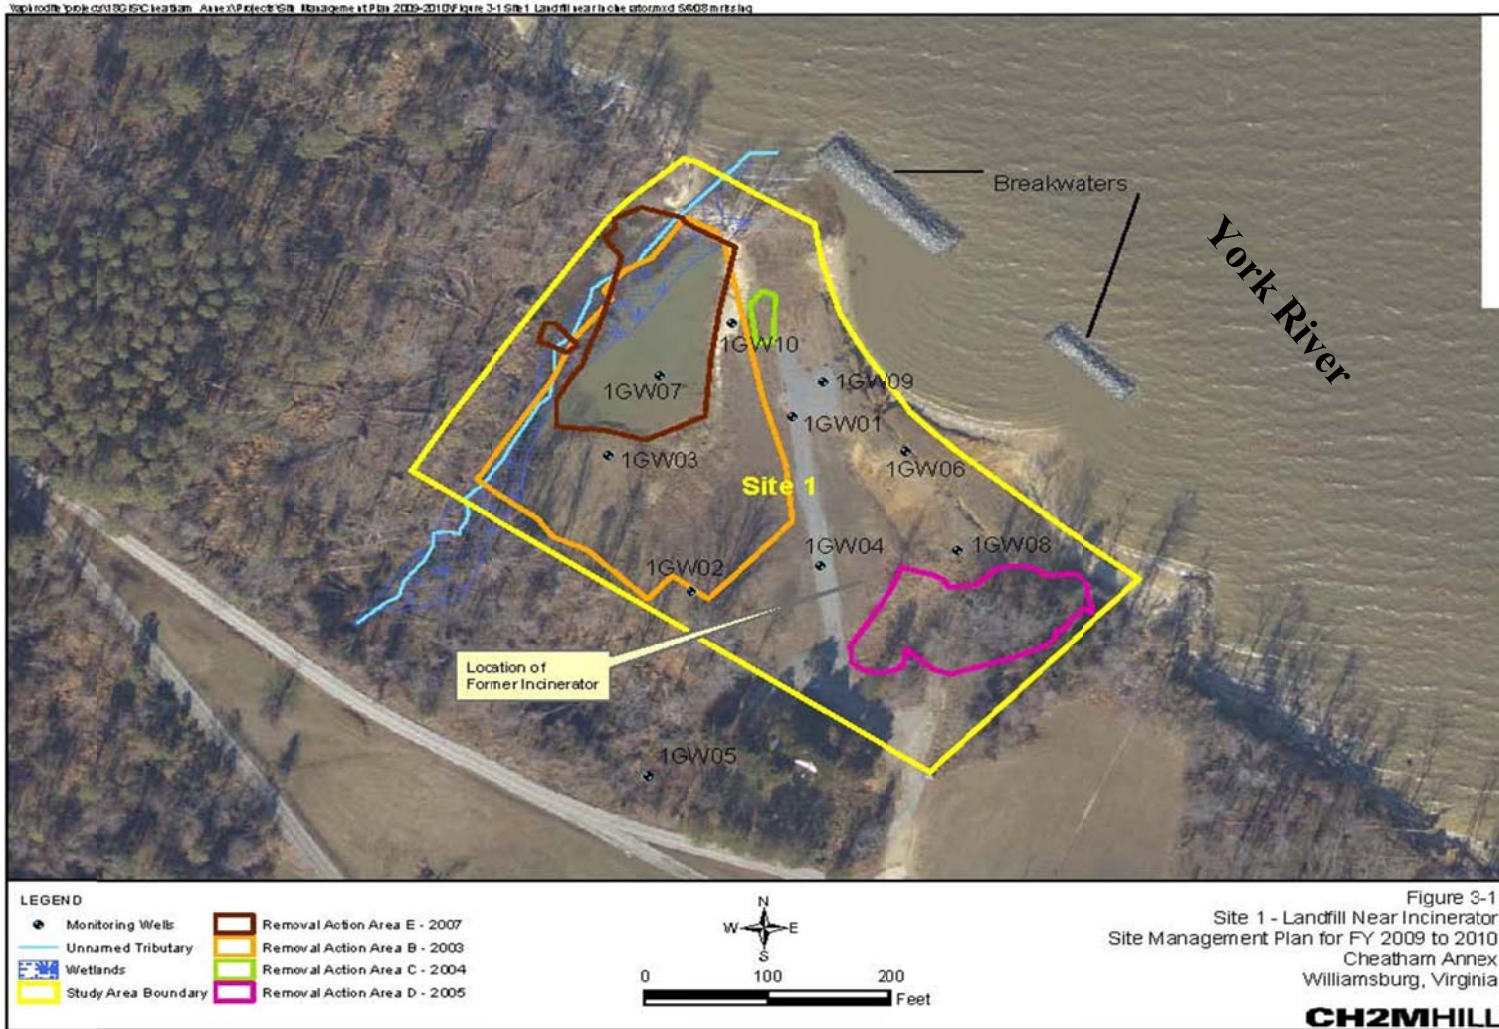 Breakwaters
York River
1GW10
1GW07
1GW09
1GW01
1GW03
1GW06
Site 1
1GW04
1GW08
1GW02
Location of
Former Incinerator
1GW05
LEGEND
Monitoring Wells
Unnamed Tributary
Wetlands
Study Area Boundary
Removal Action Area E - 2007
Removal Action Area B - 2003
Removal Action Area C - 2004
Removal Action Area D - 2005
N
W E
S
0 100 200
Feet
Figure 3-1
Site 1 - Landfill Near Incinerator
Site Management Plan for FY 2009 to 2010
Cheatham Annex
Williamsburg, Virginia
CH2MHILL